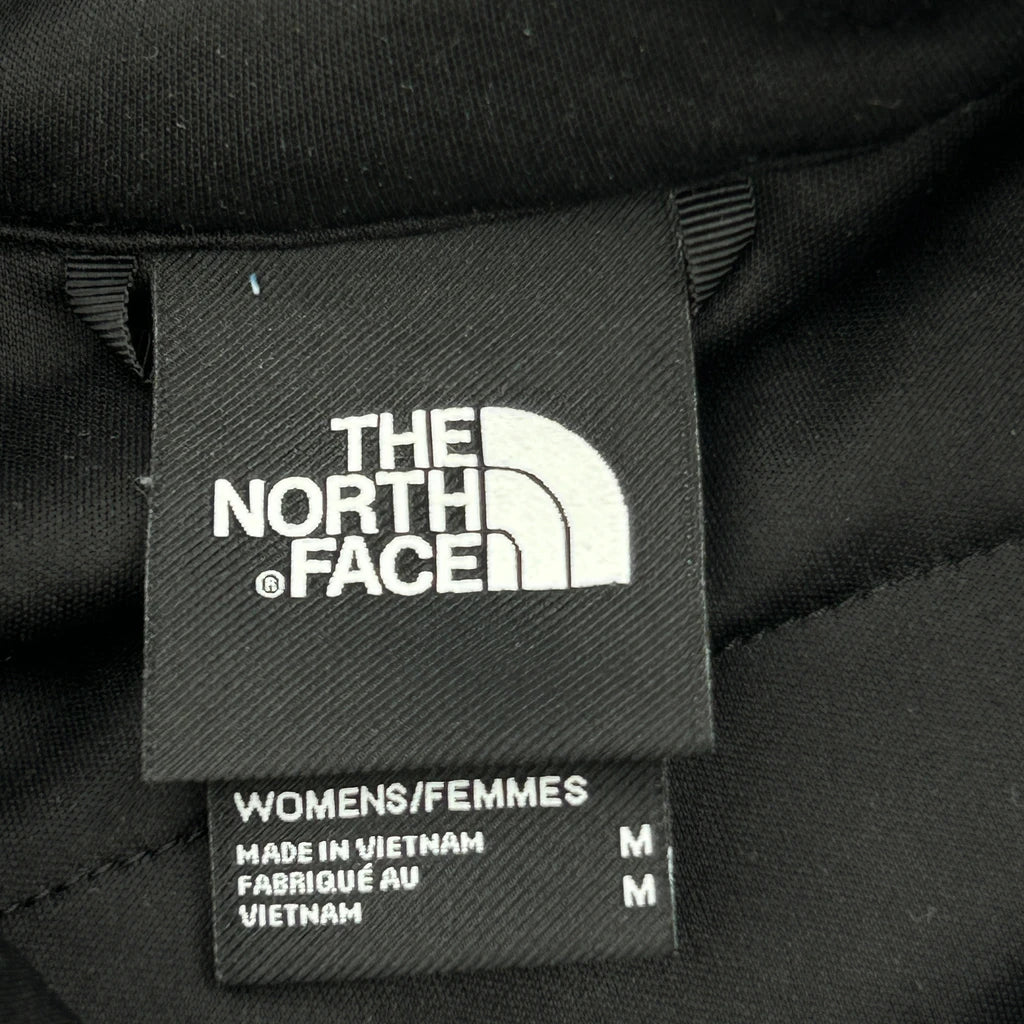 THE
NORTH
®FACE
WOMENS/FEMMES
MADE IN VIETNAM M
FABRIQUÉ AU M
VIETNAM